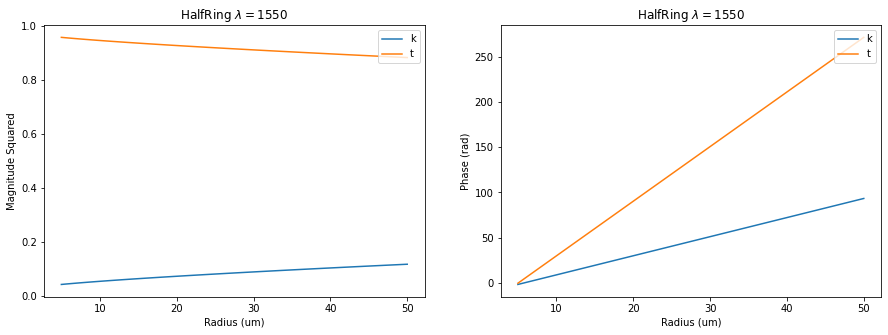 HalfRing λ = 1550
Magnitude Squared
1.0
0.8
0.6
0.4
0.2
0.0
k
t
10
20
30
40
50
Radius (um)
HalfRing λ = 1550
Phase (rad)
250
200
150
100
50
0
k
t
10
20
30
40
50
Radius (um)